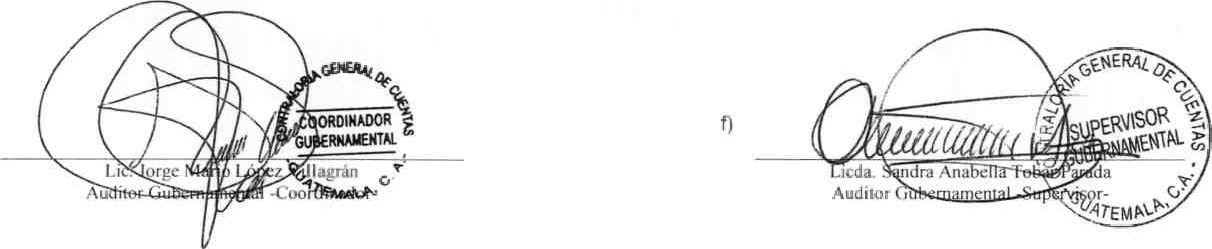 CONTRALORIA GENERAL DE CUENTAS
COORDINADOR
GUBERNAMENTAL
GUATEMALA, C. A.
Lic. Jorge Mario López Villagrán
Auditor Gubernamental -Coordinador-
f)
CONTRALORIA GENERAL DE CUENTAS
SUPERVISOR
GUBERNAMENTAL
GUATEMALA, C.A.
Licda. Sandra Anabella Tobar Parada
Auditor Gubernamental -Supervisor-